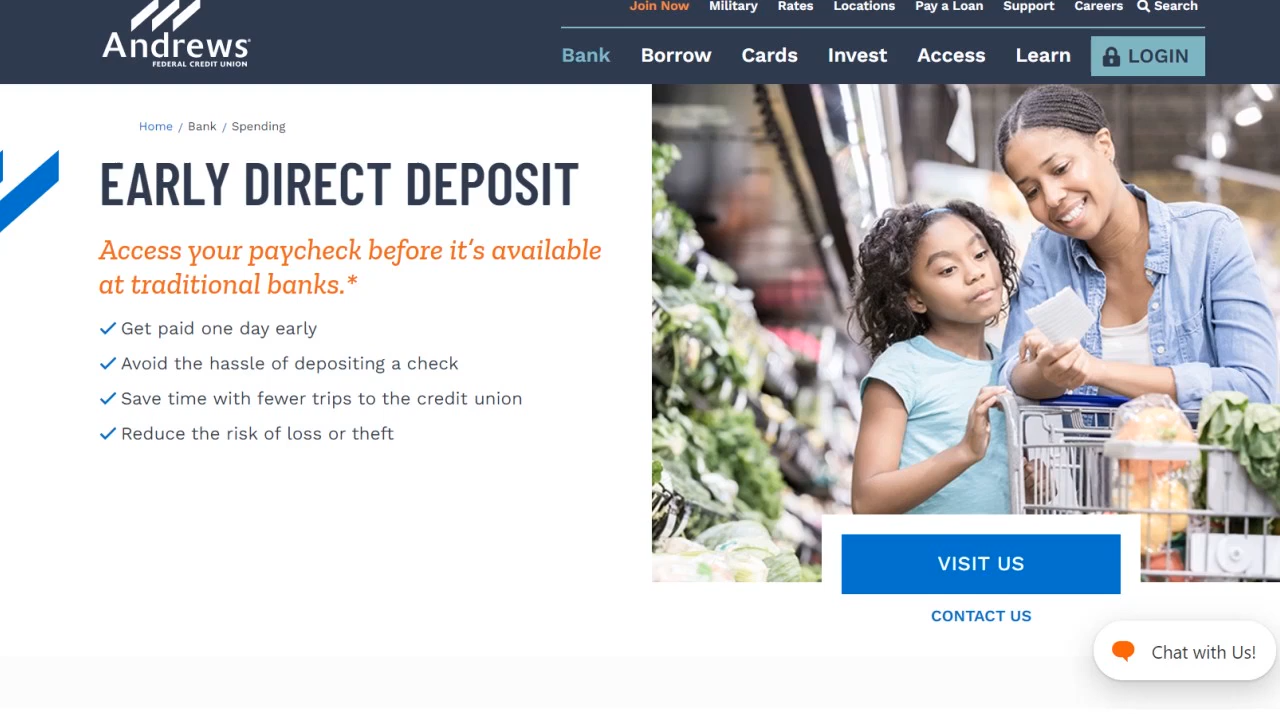 Join Now Military Rates Locations Pay a Loan Support Careers Search
Andrews
FEDERAL CREDIT UNION
Bank Borrow Cards Invest Access Learn LOGIN
Home / Bank / Spending
EARLY DIRECT DEPOSIT
Access your paycheck before it's available
at traditional banks.*
Get paid one day early
Avoid the hassle of depositing a check
Save time with fewer trips to the credit union
Reduce the risk of loss or theft
VISIT US
CONTACT US
Chat with Us!